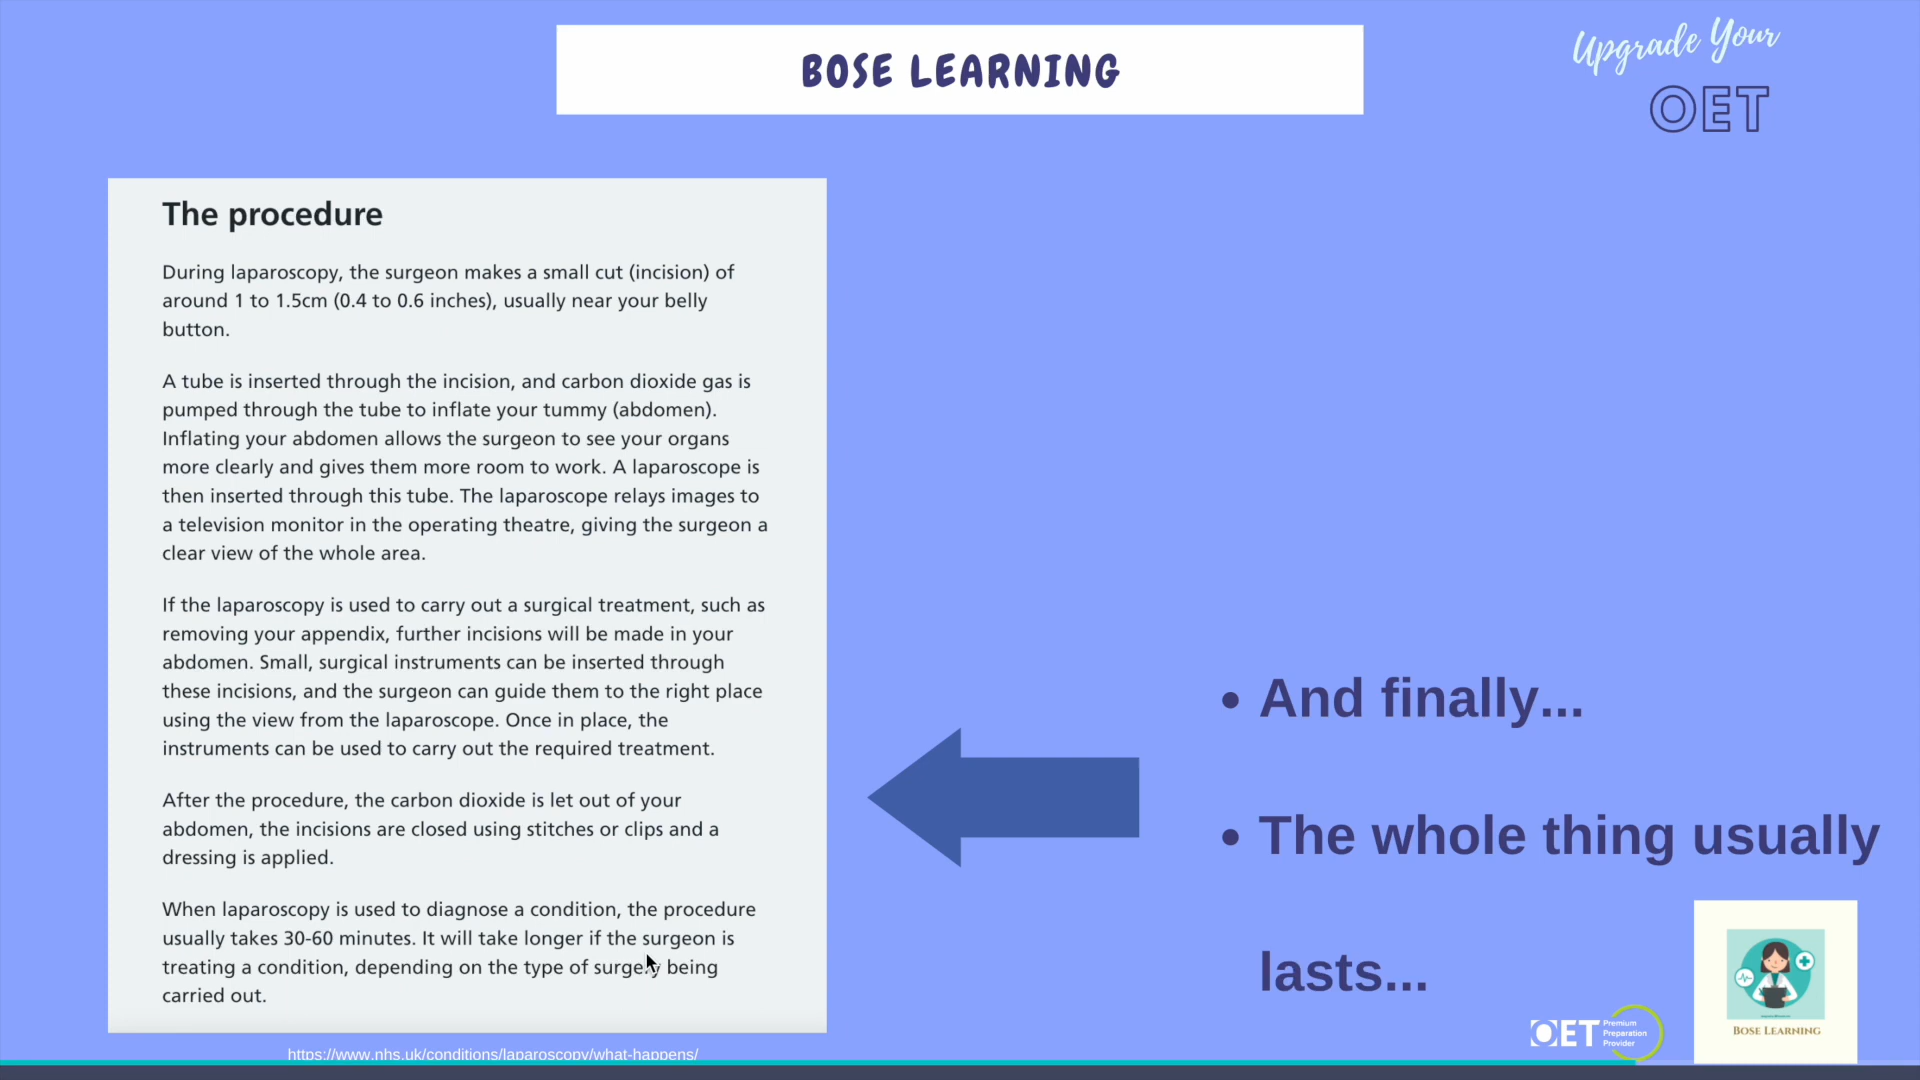 BOSE LEARNING
Upgrade Your
OET
The procedure
During laparoscopy, the surgeon makes a small cut (incision) of
around 1 to 1.5cm (0.4 to 0.6 inches), usually near your belly
button.
A tube is inserted through the incision, and carbon dioxide gas is
pumped through the tube to inflate your tummy (abdomen).
Inflating your abdomen allows the surgeon to see your organs
more clearly and gives them more room to work. A laparoscope is
then inserted through this tube. The laparoscope relays images to
a television monitor in the operating theatre, giving the surgeon a
clear view of the whole area.
If the laparoscopy is used to carry out a surgical treatment, such as
removing your appendix, further incisions will be made in your
abdomen. Small, surgical instruments can be inserted through
these incisions, and the surgeon can guide them to the right place
using the view from the laparoscope. Once in place, the
instruments can be used to carry out the required treatment.
After the procedure, the carbon dioxide is let out of your
abdomen, the incisions are closed using stitches or clips and a
dressing is applied.
When laparoscopy is used to diagnose a condition, the procedure
usually takes 30-60 minutes. It will take longer if the surgeon is
treating a condition, depending on the type of surgery being
carried out.
https://www.nhs.uk/conditions/laparoscopy/what-happens/
• And finally...
• The whole thing usually
lasts...
OET
Premium
Preparation
Provider
BOSE LEARNING